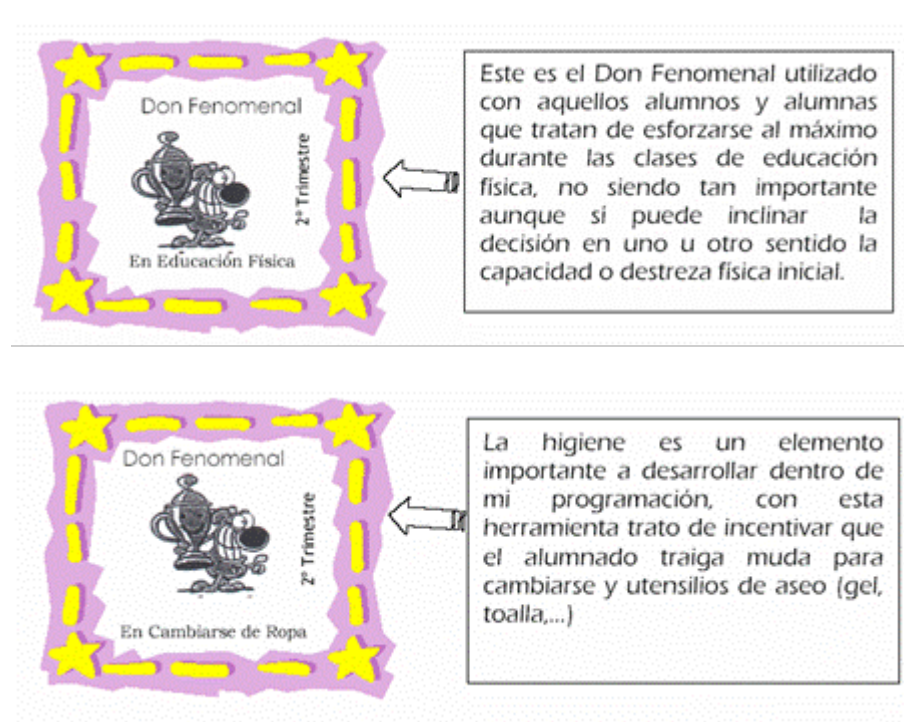 Don Fenomenal
2º Trimestre
En Educación Física
Este es el Don Fenomenal utilizado
con aquellos alumnos y alumnas
que tratan de esforzarse al máximo
durante las clases de educación
física, no siendo tan importante
aunque si puede inclinar la
decisión en uno u otro sentido la
capacidad o destreza física inicial.
Don Fenomenal
2º Trimestre
En Cambiarse de Ropa
La higiene es un elemento
importante a desarrollar dentro de
mi programación, con esta
herramienta trato de incentivar que
el alumnado traiga muda para
cambiarse y utensilios de aseo (gel,
toalla,...)